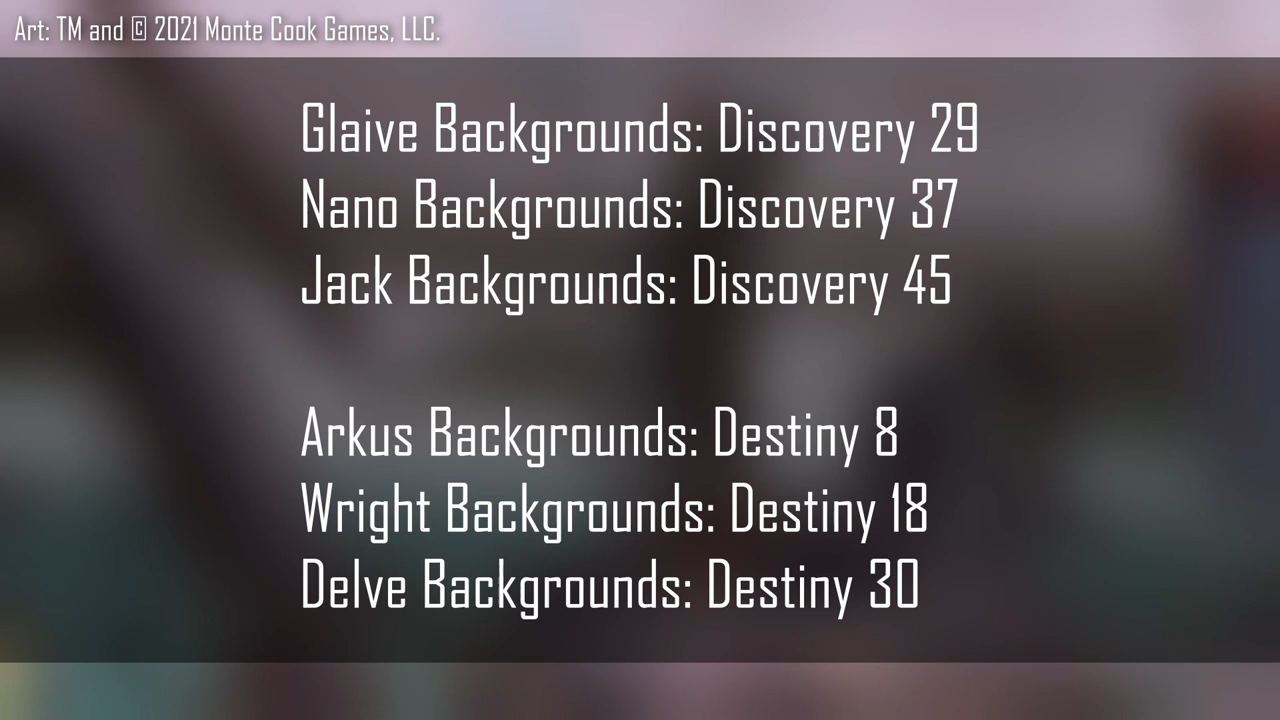 Art: TM and © 2021 Monte Cook Games, LLC.
Glaive Backgrounds: Discovery 29
Nano Backgrounds: Discovery 37
Jack Backgrounds: Discovery 45
Arkus Backgrounds: Destiny 8
Wright Backgrounds: Destiny 18
Delve Backgrounds: Destiny 30